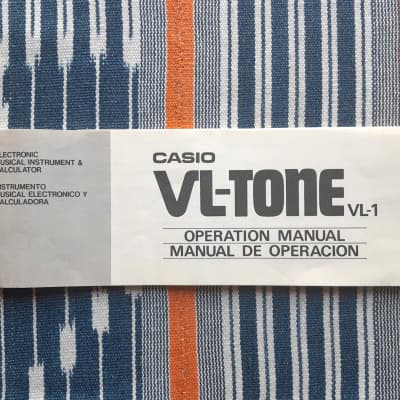 ELECTRONIC
MUSICAL INSTRUMENT &
CALCULATOR
INSTRUMENTO
MUSICAL ELECTRONICO Y
CALCULADORA
CASIO
VL-TONE VL-1
OPERATION MANUAL
MANUAL DE OPERACION